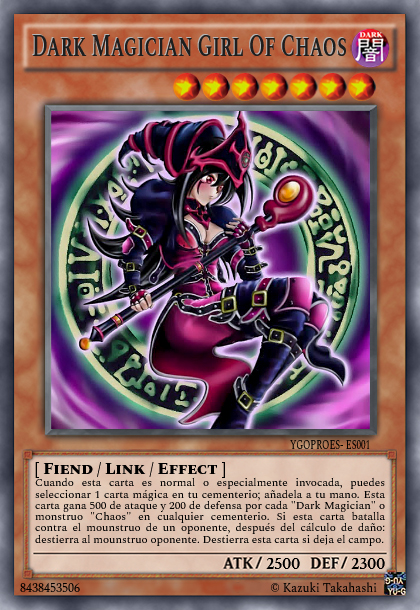 DARK MAGICIAN GIRL OF CHAOS
DARK
闇
YGOPROES- ES001
[ FIEND / LINK / EFFECT ]
Cuando esta carta es normal o especialmente invocada, puedes
seleccionar 1 carta mágica en tu cementerio; añadela a tu mano. Esta
carta gana 500 de ataque y 200 de defensa por cada "Dark Magician" o
monstruo "Chaos" en cualquier cementerio. Si esta carta batalla
contra el mounstruo de un oponente, después del cálculo de daño:
destierra al mounstruo oponente. Destierra esta carta si deja el campo.
ATK / 2500 DEF / 2300
8438453506
© Kazuki Takahashi